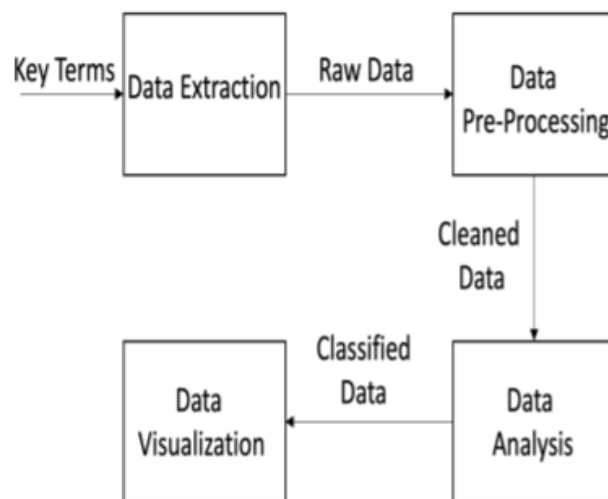 Key Terms
Data Extraction
Raw Data
Data
Pre-Processing
Cleaned
Data
Classified
Data
Data
Visualization
Data
Analysis